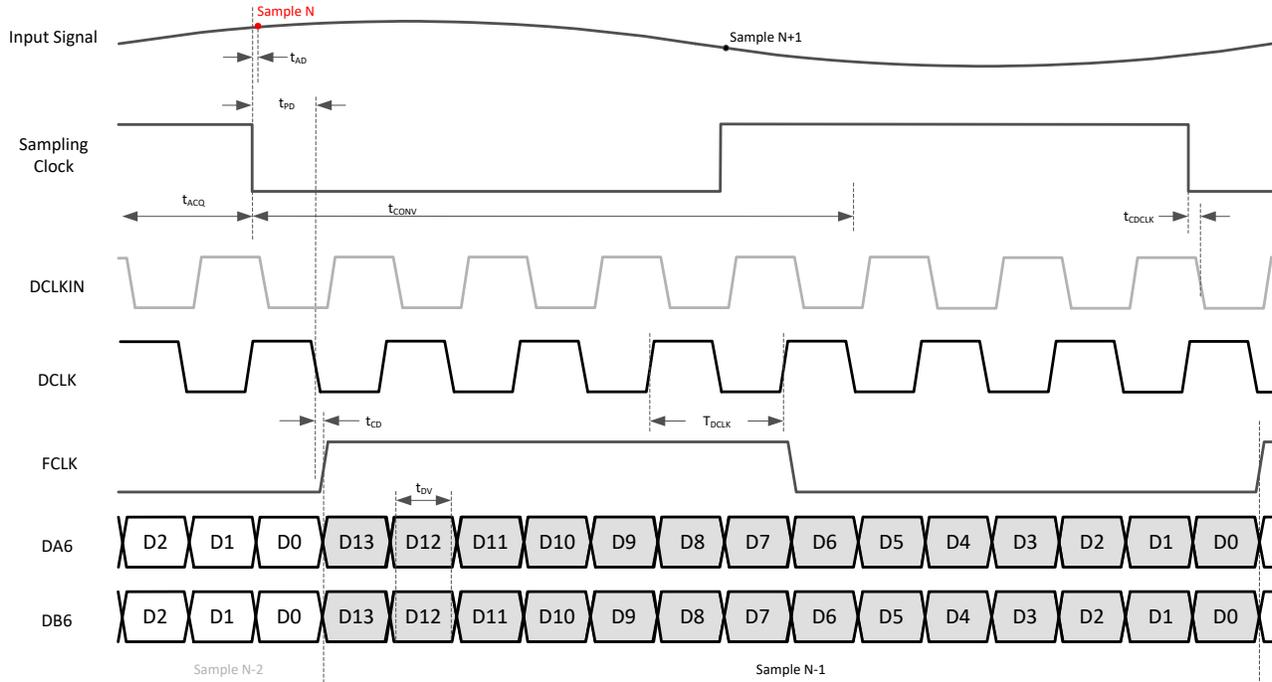 Sample N
Input Signal
Sample N+1
tAD
tPD
Sampling
Clock
tACQ
tCONV
tCDCLK
DCLKIN
DCLK
tCD
TDCLK
FCLK
tDV
DA6
D2 D1 D0 D13 D12 D11 D10 D9 D8 D7 D6 D5 D4 D3 D2 D1 D0
DB6
D2 D1 D0 D13 D12 D11 D10 D9 D8 D7 D6 D5 D4 D3 D2 D1 D0
Sample N-2
Sample N-1